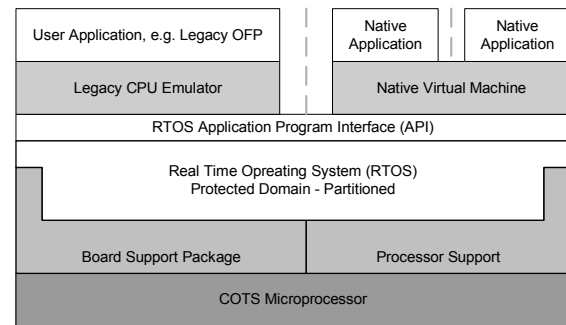 User Application, e.g. Legacy OFP
Native
Application
Native
Application
Legacy CPU Emulator
Native Virtual Machine
RTOS Application Program Interface (API)
Real Time Opreating System (RTOS)
Protected Domain - Partitioned
Board Support Package
Processor Support
COTS Microprocessor